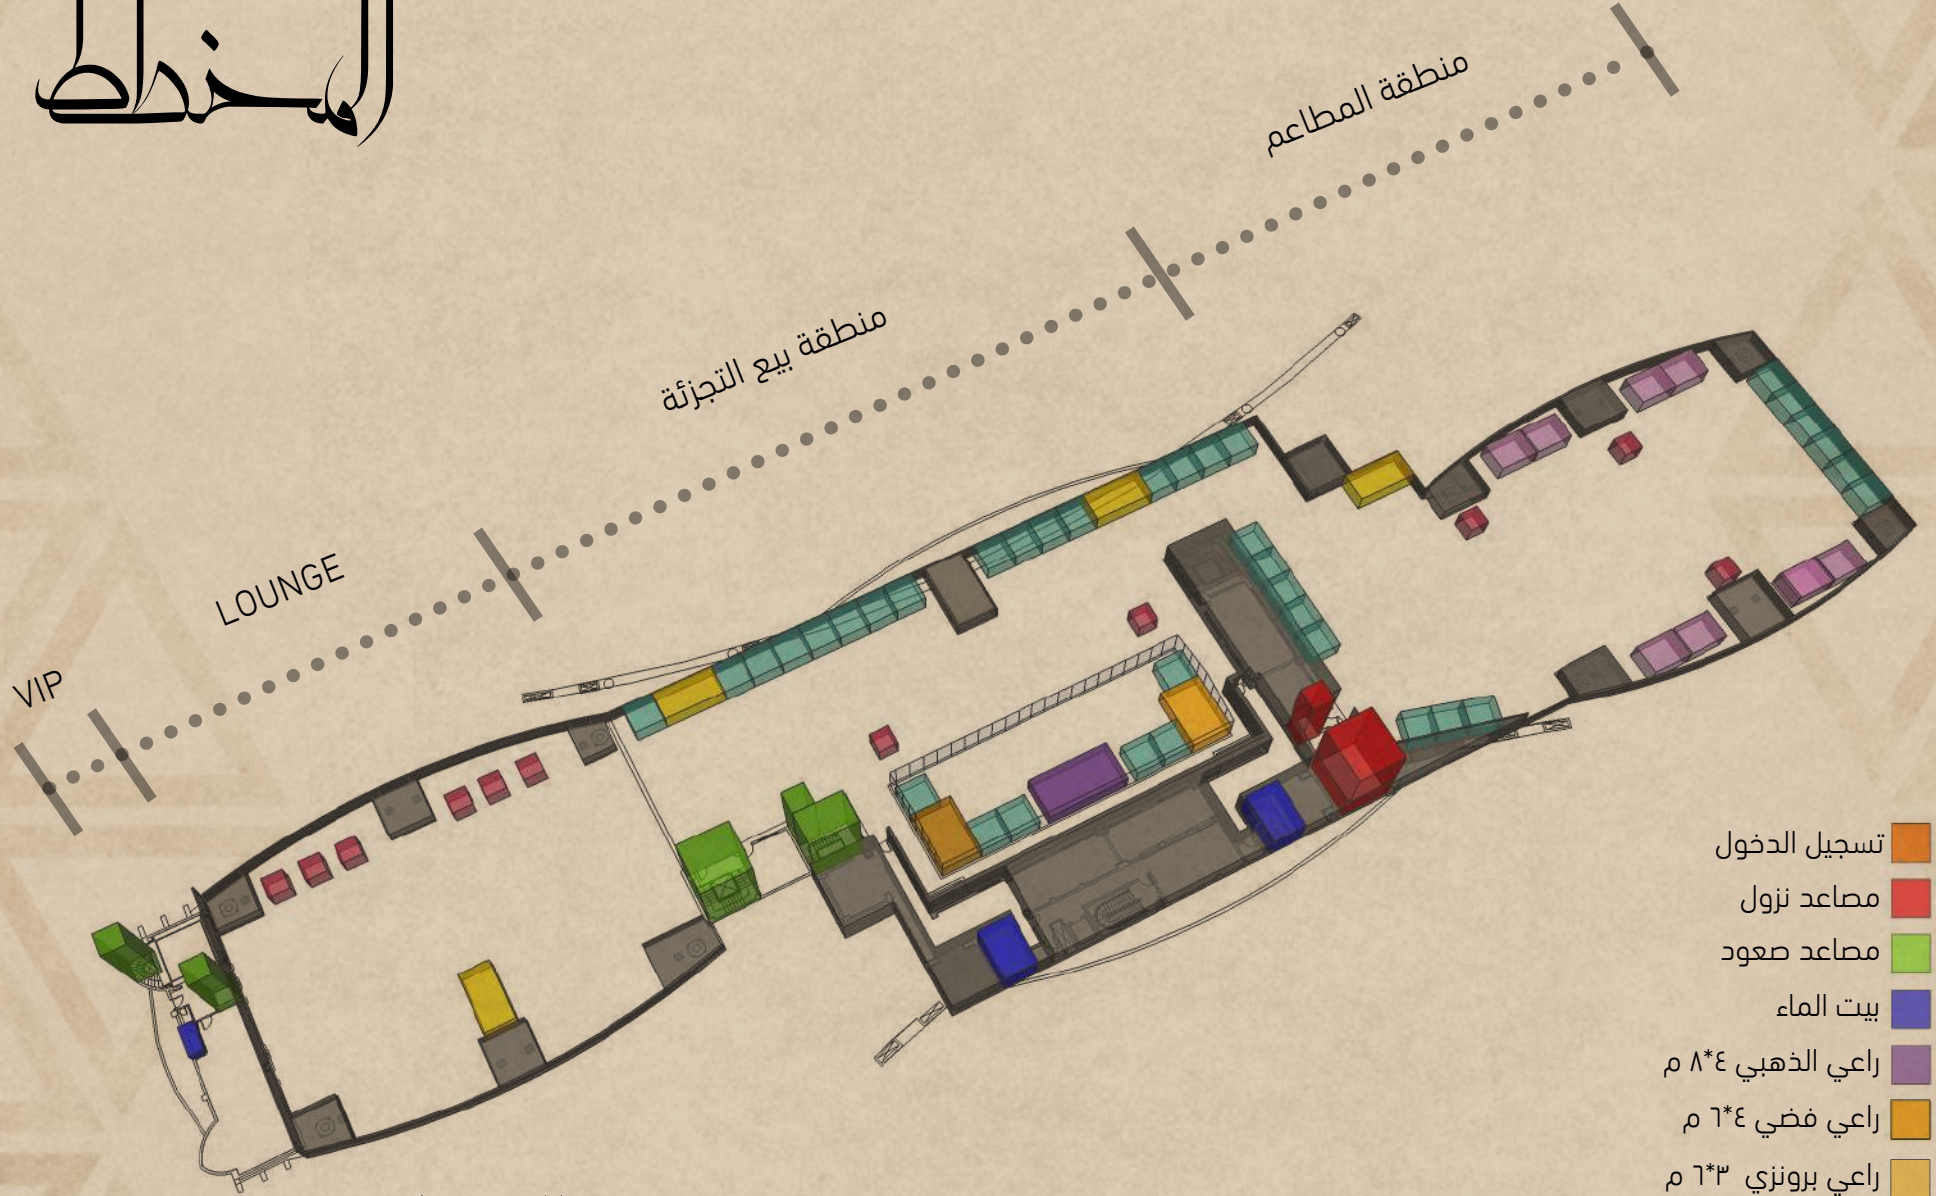 المخطط
منطقة المطاعم
منطقة بيع التجزئة
LOUNGE
VIP
تسجيل الدخول
مصاعد نزول
مصاعد صعود
بيت الماء
راعي الذهبي ٤*٨ م
راعي فضي ٤*٦ م
راعي برونزي ٣*٦ م